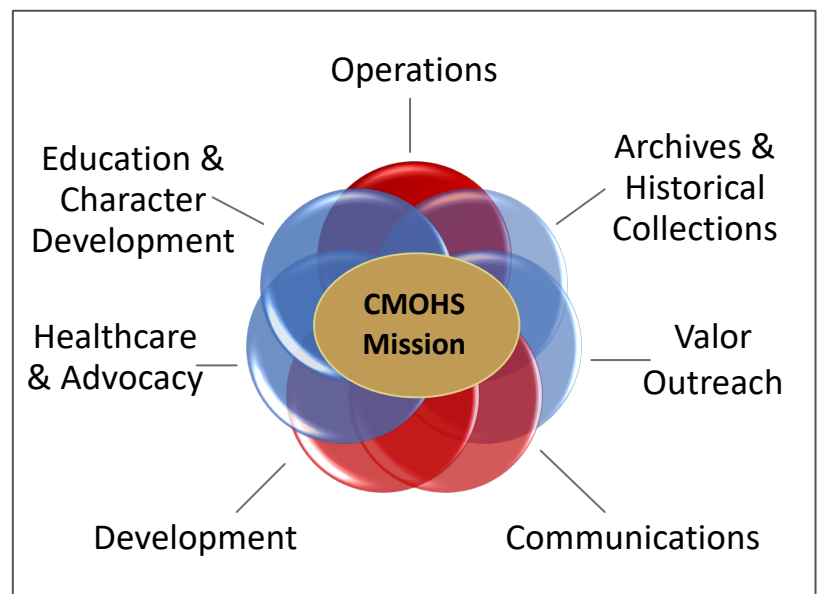 Operations
Education &
Character
Development
Archives &
Historical
Collections
CMOHS
Mission
Healthcare
& Advocacy
Valor
Outreach
Development
Communications